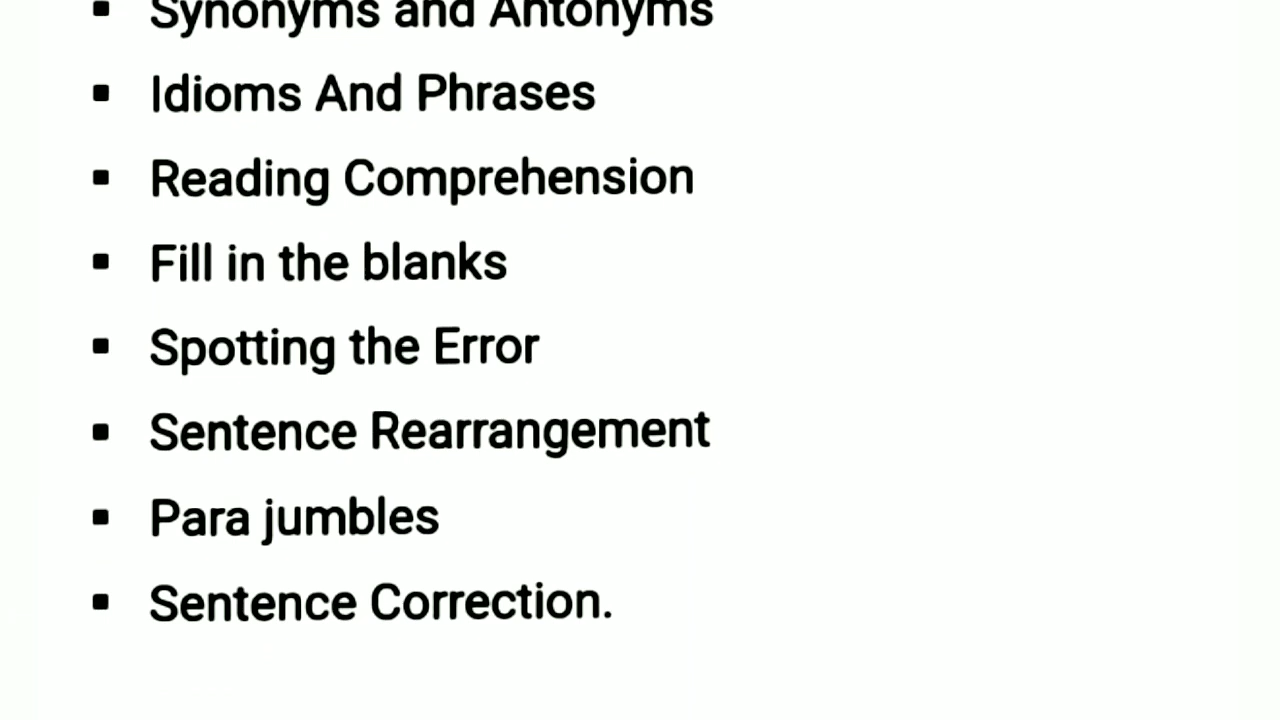 ▪ Synonyms and Antonyms
▪ Idioms And Phrases
▪ Reading Comprehension
▪ Fill in the blanks
▪ Spotting the Error
▪ Sentence Rearrangement
▪ Para jumbles
▪ Sentence Correction.